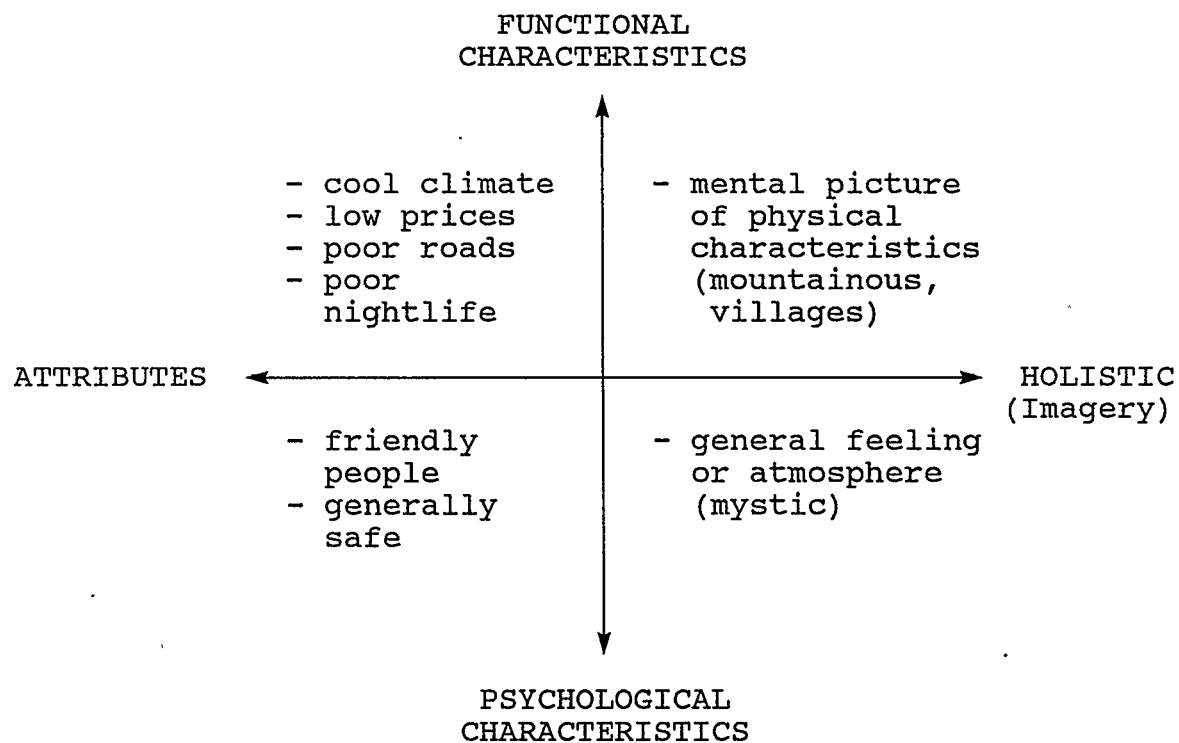 FUNCTIONAL
CHARACTERISTICS
- cool climate
- low prices
- poor roads
- poor
nightlife
- mental picture
of physical
characteristics
(mountainous,
villages)
ATTRIBUTES
HOLISTIC
(Imagery)
- friendly
people
- generally
safe
- general feeling
or atmosphere
(mystic)
PSYCHOLOGICAL
CHARACTERISTICS